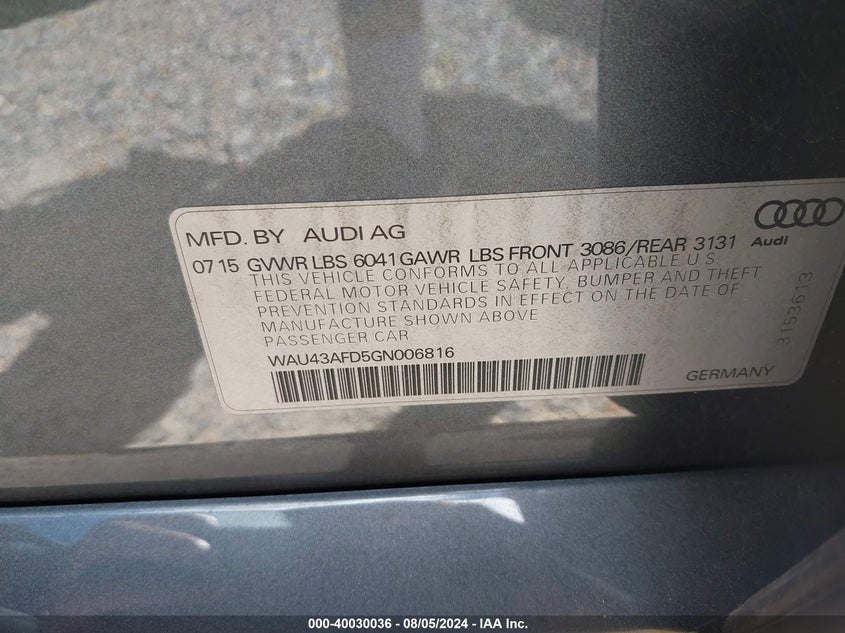 MFD. BY AUDI AG
Audi
07 15 GVWR LBS 6041 GAWR LBS FRONT 3086/REAR 3131
THIS VEHICLE CONFORMS TO ALL APPLICABLE U.S.
FEDERAL MOTOR VEHICLE SAFETY, BUMPER AND THEFT
PREVENTION STANDARDS IN EFFECT ON THE DATE OF
MANUFACTURE SHOWN ABOVE
PASSENGER CAR
WAU43AFD5GN006816
GERMANY
3153613
000-40030036 - 08/05/2024 - IAA Inc.